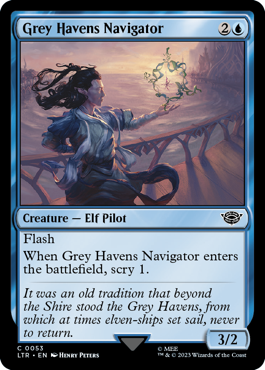 Grey Havens Navigator 2
Creature — Elf Pilot
Flash
When Grey Havens Navigator enters
the battlefield, scry 1.
It was an old tradition that beyond
the Shire stood the Grey Havens, from
which at times elven-ships set sail, never
to return.
3/2
C 0053
LTR • EN HENRY PETERS
© MEE
™ & © 2023 Wizards of the Coast